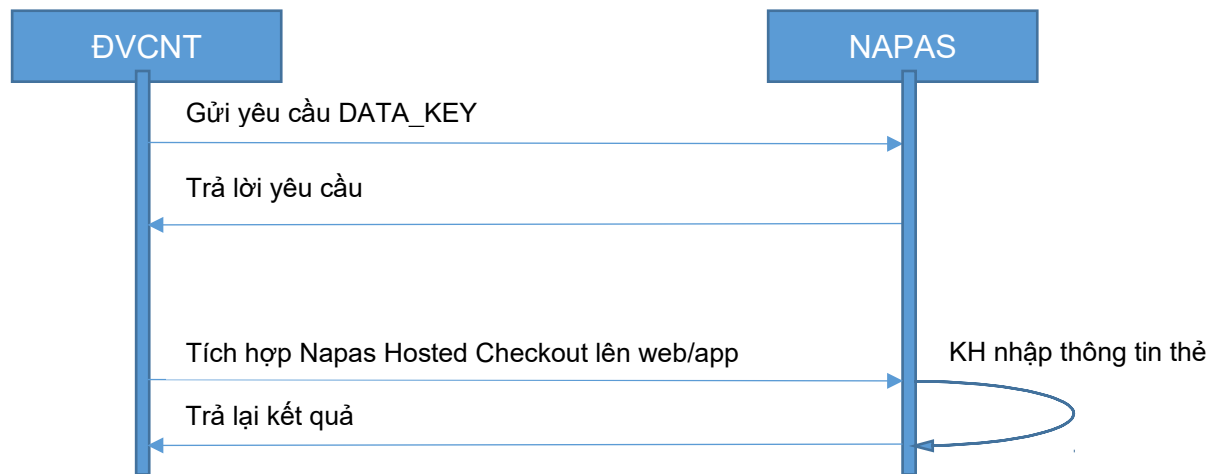 ĐVCNT
NAPAS
Gửi yêu cầu DATA_KEY
Trả lời yêu cầu
Tích hợp Napas Hosted Checkout lên web/app
KH nhập thông tin thẻ
Trả lại kết quả